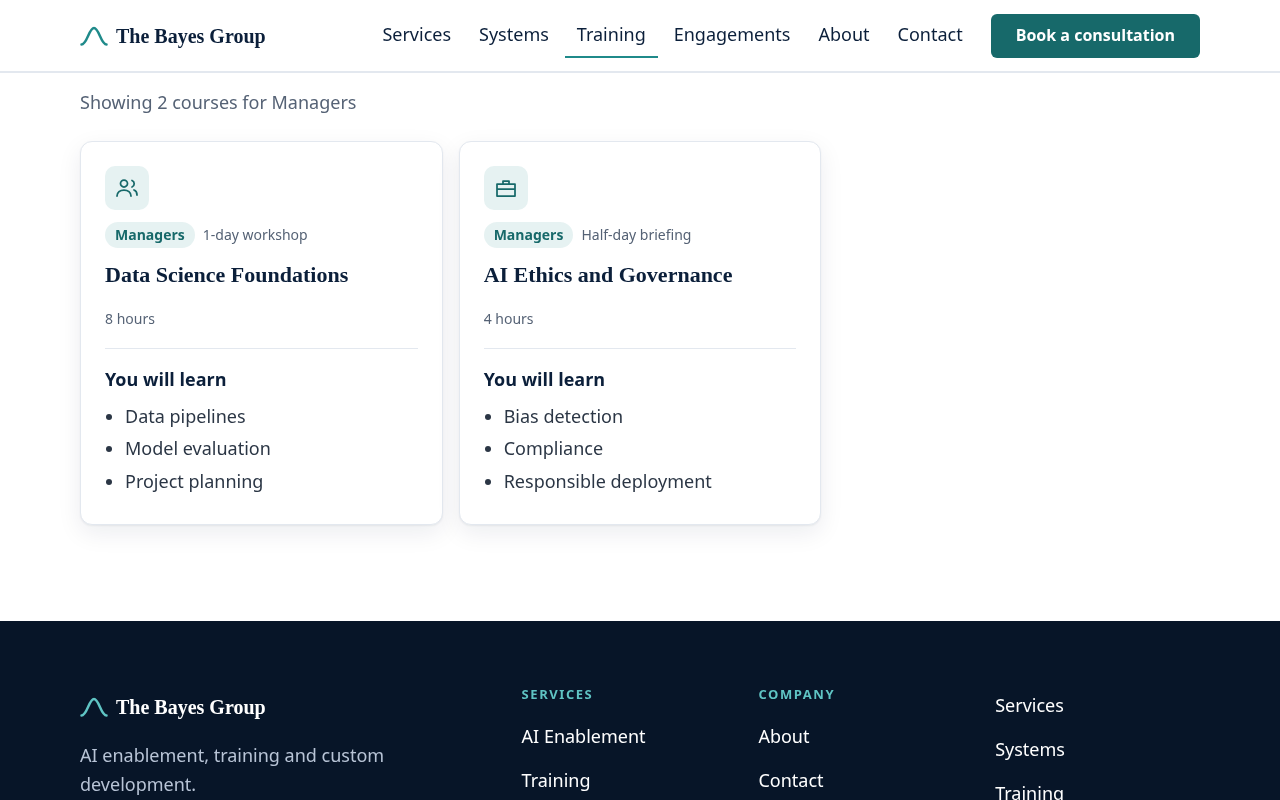 The Bayes Group
Services
Systems
Training
Engagements
About
Contact
Book a consultation
Showing 2 courses for Managers
Managers
1-day workshop
Data Science Foundations
8 hours
You will learn
Data pipelines
Model evaluation
Project planning
Managers
Half-day briefing
AI Ethics and Governance
4 hours
You will learn
Bias detection
Compliance
Responsible deployment
The Bayes Group
AI enablement, training and custom
development.
SERVICES
AI Enablement
Training
COMPANY
About
Contact
Services
Systems
Training